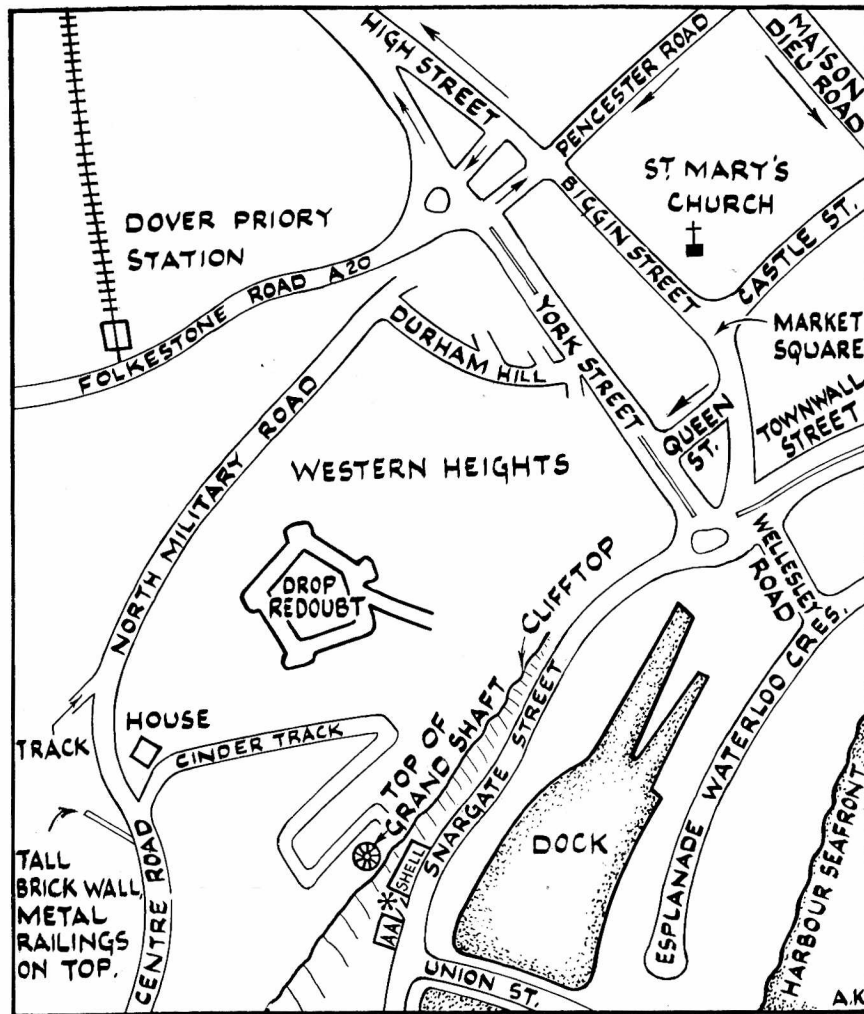 HIGH STREET
PENCESTER ROAD
MAISON
DIEU ROAD
ST. MARY'S
CHURCH
BIGGIN STREET
CASTLE ST.
DOVER PRIORY
STATION
FOLKESTONE ROAD A20
MARKET
SQUARE
DURHAM HILL
YORK STREET
QUEEN
ST.
TOWNWALL
STREET
NORTH MILITARY ROAD
WESTERN HEIGHTS
WELLESLEY
ROAD
DROP
REDOUBT
CLIFFTOP
TRACK
HOUSE
CINDER TRACK
TOP OF
GRAND SHAFT
SNARGATE STREET
ESPLANADE WATERLOO CRES.
DOCK
SHELL
AA
TALL
BRICK WALL,
METAL
RAILINGS
ON TOP.
CENTRE ROAD
UNION ST.
HARBOUR SEAFRONT
A.K